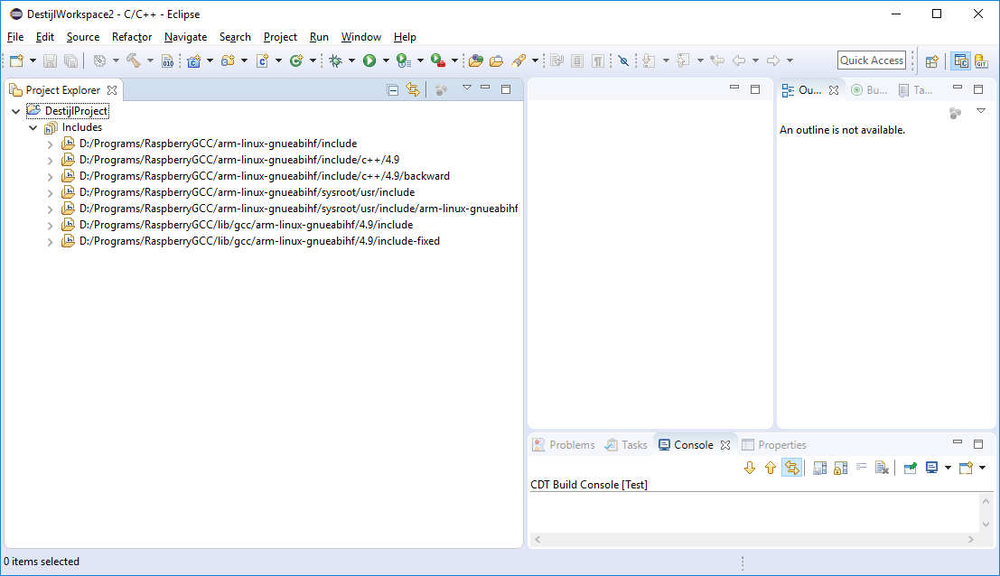 DestijlWorkspace2 - C/C++ - Eclipse
File Edit Source Refactor Navigate Search Project Run Window Help
010
Quick Access
GIT
Project Explorer
DestijlProject
Includes
D:/Programs/RaspberryGCC/arm-linux-gnueabihf/include
D:/Programs/RaspberryGCC/arm-linux-gnueabihf/include/c++/4.9
D:/Programs/RaspberryGCC/arm-linux-gnueabihf/include/c++/4.9/backward
D:/Programs/RaspberryGCC/arm-linux-gnueabihf/sysroot/usr/include
D:/Programs/RaspberryGCC/arm-linux-gnueabihf/sysroot/usr/include/arm-linux-gnueabihf
D:/Programs/RaspberryGCC/lib/gcc/arm-linux-gnueabihf/4.9/include
D:/Programs/RaspberryGCC/lib/gcc/arm-linux-gnueabihf/4.9/include-fixed
Ou... Bu... Ta...
An outline is not available.
Problems Tasks Console Properties
CDT Build Console [Test]
0 items selected